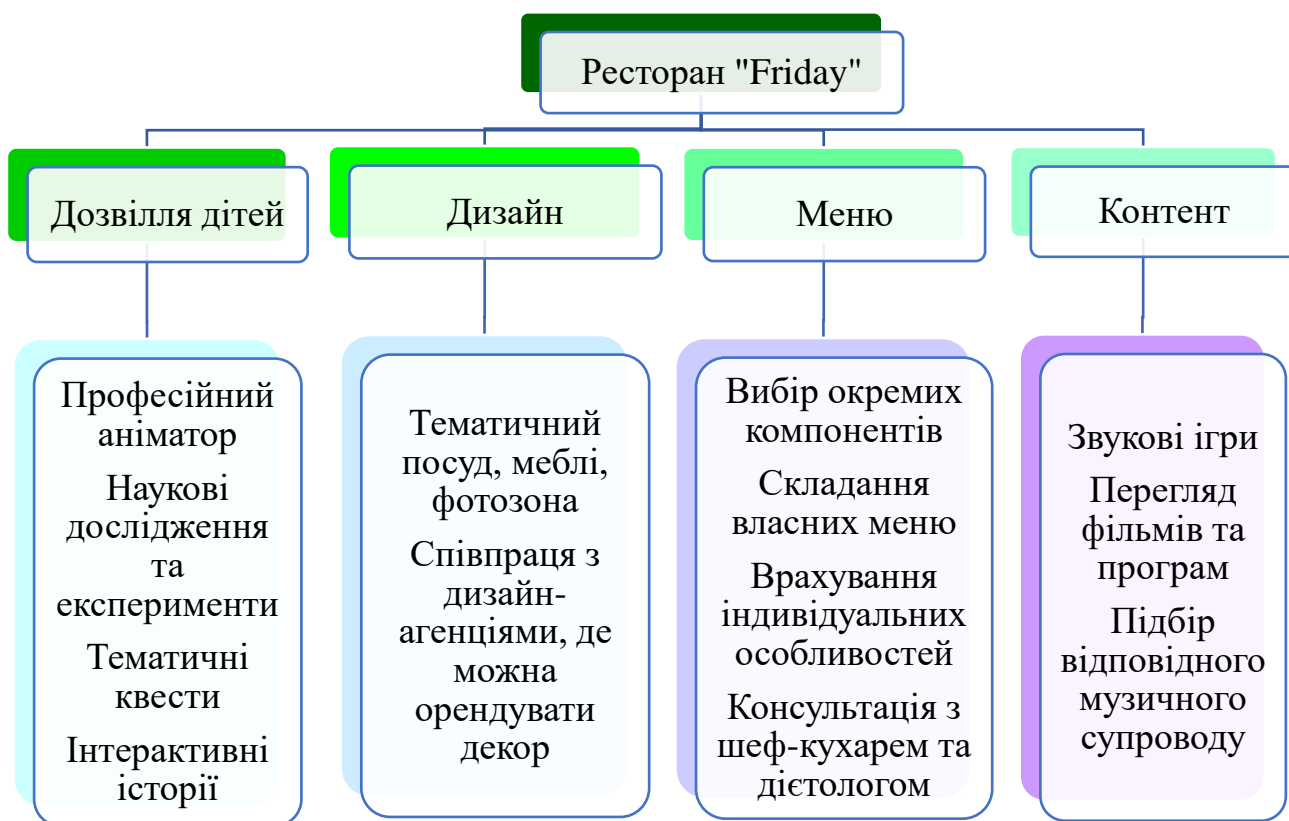 Ресторан "Friday"
Дозвілля дітей
Дизайн
Меню
Контент
Професійний
аніматор
Наукові
дослідження
та
експерименти
Тематичні
квести
Інтерактивні
історії
Тематичний
посуд, меблі,
фотозона
Співпраця з
дизайн-
агенціями, де
можна
орендувати
декор
Вибір окремих
компонентів
Складання
власних меню
Врахування
індивідуальних
особливостей
Консультація з
шеф-кухарем та
дієтологом
Звукові ігри
Перегляд
фільмів та
програм
Підбір
відповідного
музичного
супроводу